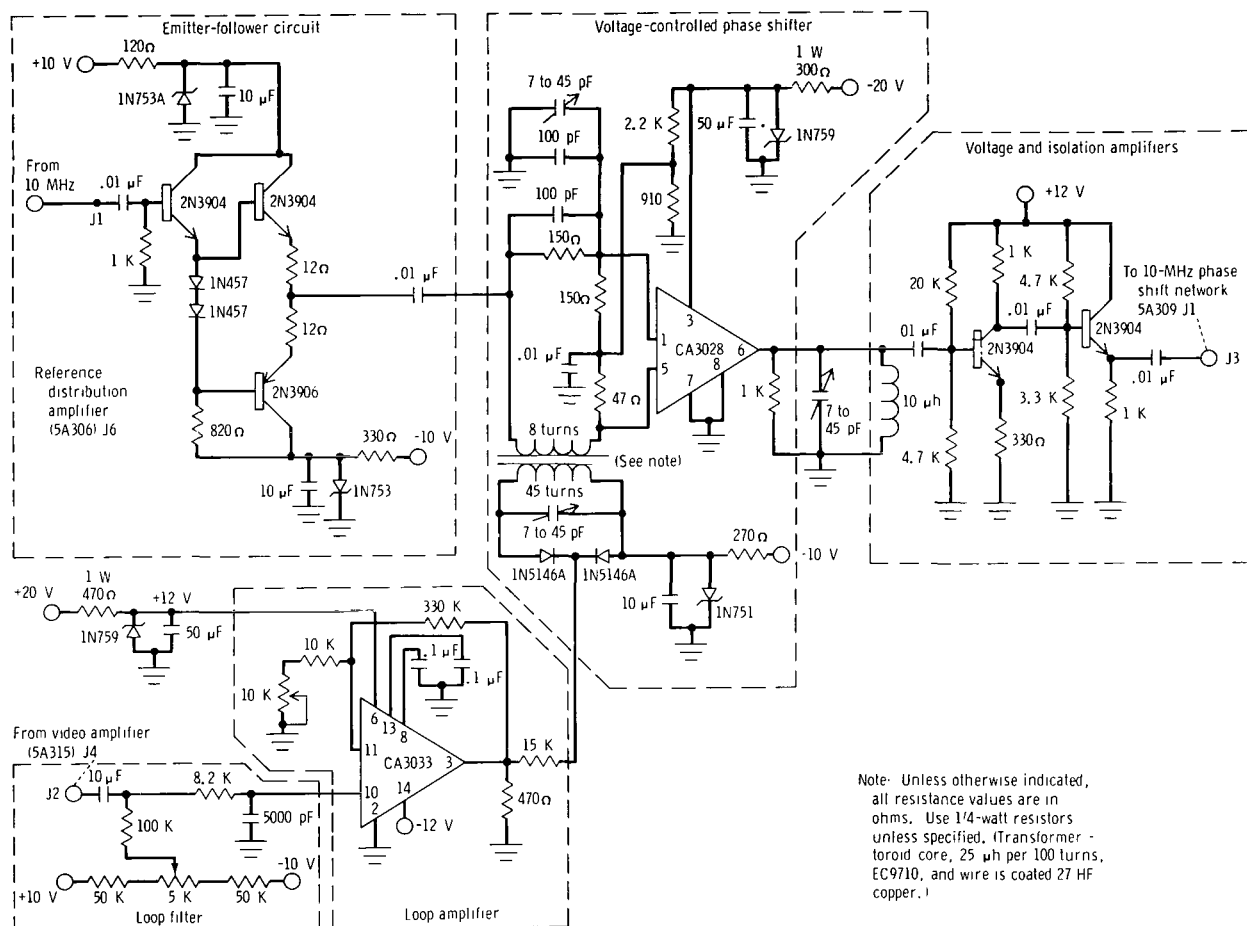 Emitter-follower circuit
+10 V
120Ω
1N753A
10 µF
From
10 MHz
.01 µF
J1
2N3904
2N3904
1 K
12Ω
1N457
1N457
12Ω
.01 µF
Reference
distribution
amplifier
(5A306) J6
2N3906
820Ω
330Ω
-10 V
10 µF
1N753
Voltage-controlled phase shifter
7 to 45 pF
100 pF
100 pF
150Ω
150Ω
.01 µF
47Ω
8 turns
(See note)
45 turns
7 to 45 pF
1N5146A
1N5146A
2.2 K
910
50 µF
1N759
1 W
300Ω
-20 V
3
1
CA3028
6
5
8
7
1 K
7 to
45 pF
10 µh
270Ω
-10 V
10 µF
1N751
Voltage and isolation amplifiers
+12 V
20 K
1 K
4.7 K
.01 µF
01 µF
2N3904
2N3904
To 10-MHz phase
shift network
5A309 J1
.01 µF
J3
4.7 K
330Ω
3.3 K
1 K
1 W
+20 V
470Ω
+12 V
1N759
50 µF
330 K
10 K
10 K
.1 µF
.1 µF
6
13
8
11
CA3033
3
10
14
2
-12 V
15 K
470Ω
Loop amplifier
From video amplifier
(5A315) J4
J2
10 µF
8.2 K
5000 pF
100 K
+10 V
50 K
5 K
50 K
-10 V
Loop filter
Note· Unless otherwise indicated,
all resistance values are in
ohms. Use 1/4-watt resistors
unless specified. (Transformer -
toroid core, 25 µh per 100 turns,
EC9710, and wire is coated 27 HF
copper.)